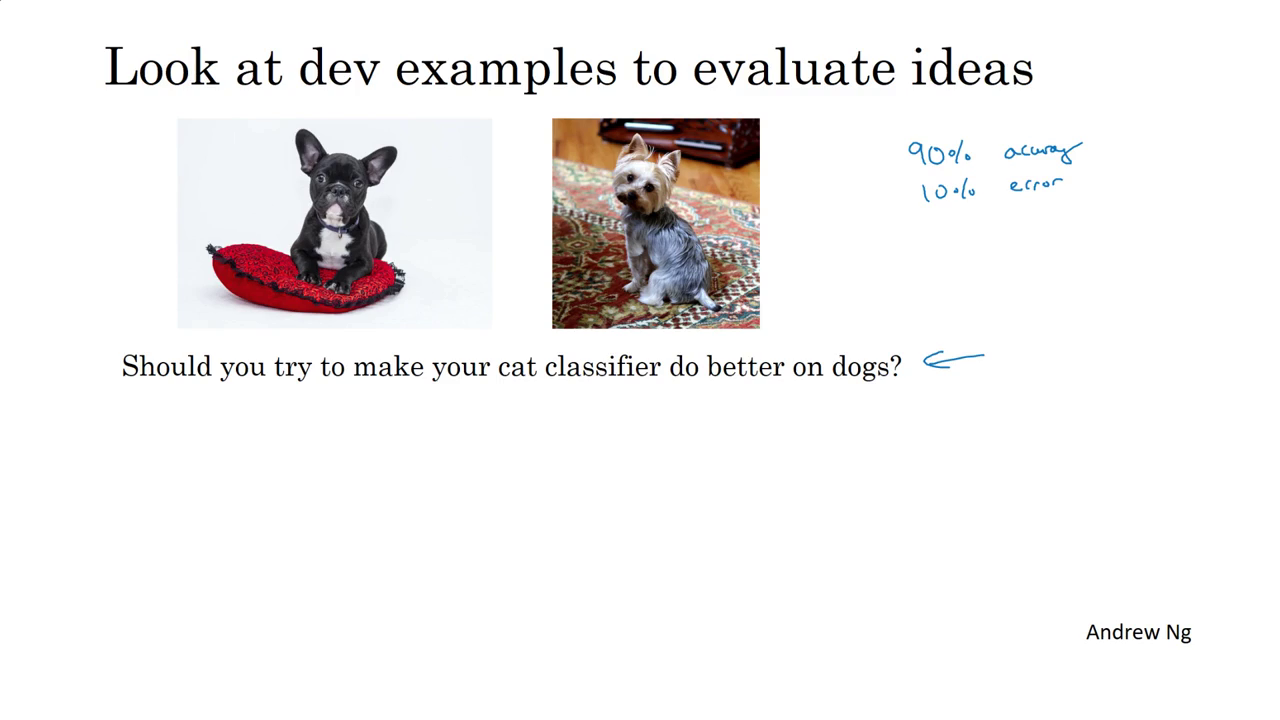 Look at dev examples to evaluate ideas
90% accuracy
10% error
Should you try to make your cat classifier do better on dogs?
Andrew Ng